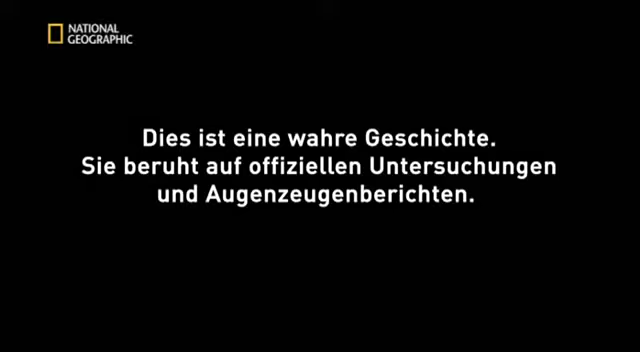 NATIONAL
GEOGRAPHIC
Dies ist eine wahre Geschichte.
Sie beruht auf offiziellen Untersuchungen
und Augenzeugenberichten.